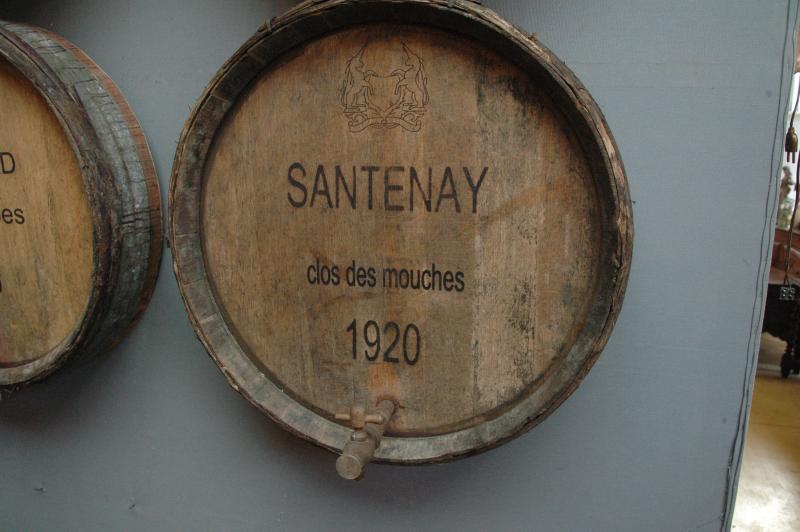 SANTENAY
clos des mouches
1920